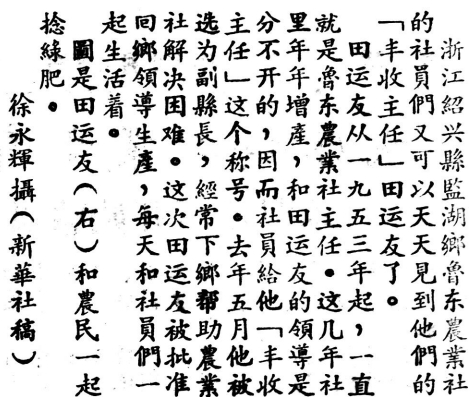 浙江紹兴縣監湖鄉魯东農業社
的社員們又可以天天見到他們的
「丰收主任」田运友了。
田运友从一九五三年起，一直
就是魯东農業社主任。这几年社
里年年增產，和田运友的領導是
分不开的，因而社員給他「丰收
主任」这个称号。去年五月他被
选为副縣長，經常下鄉帮助農業
社解决困难。这次田运友被批准
回鄉領導生產，每天和社員們一
起生活着。
圖是田运友（右）和農民一起
捻綠肥。
徐永輝攝（新華社稿）